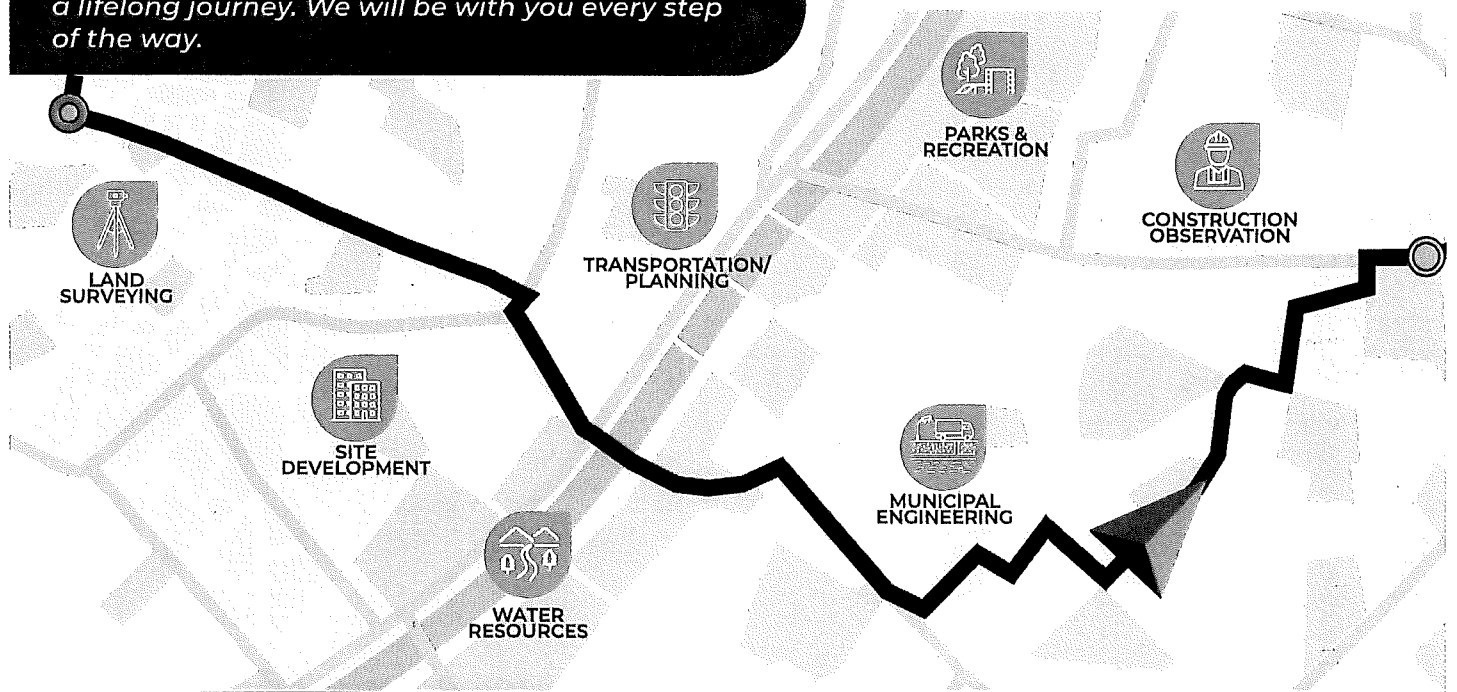 a lifelong journey. We will be with you every step
of the way.
PARKS &
RECREATION
CONSTRUCTION
OBSERVATION
TRANSPORTATION/
PLANNING
LAND
SURVEYING
SITE
DEVELOPMENT
MUNICIPAL
ENGINEERING
WATER
RESOURCES